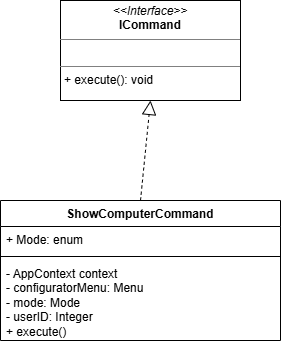 <<Interface>>
ICommand
+ execute(): void
ShowComputerCommand
+ Mode: enum
- AppContext context
- configuratorMenu: Menu
- mode: Mode
- userID: Integer
+ execute()